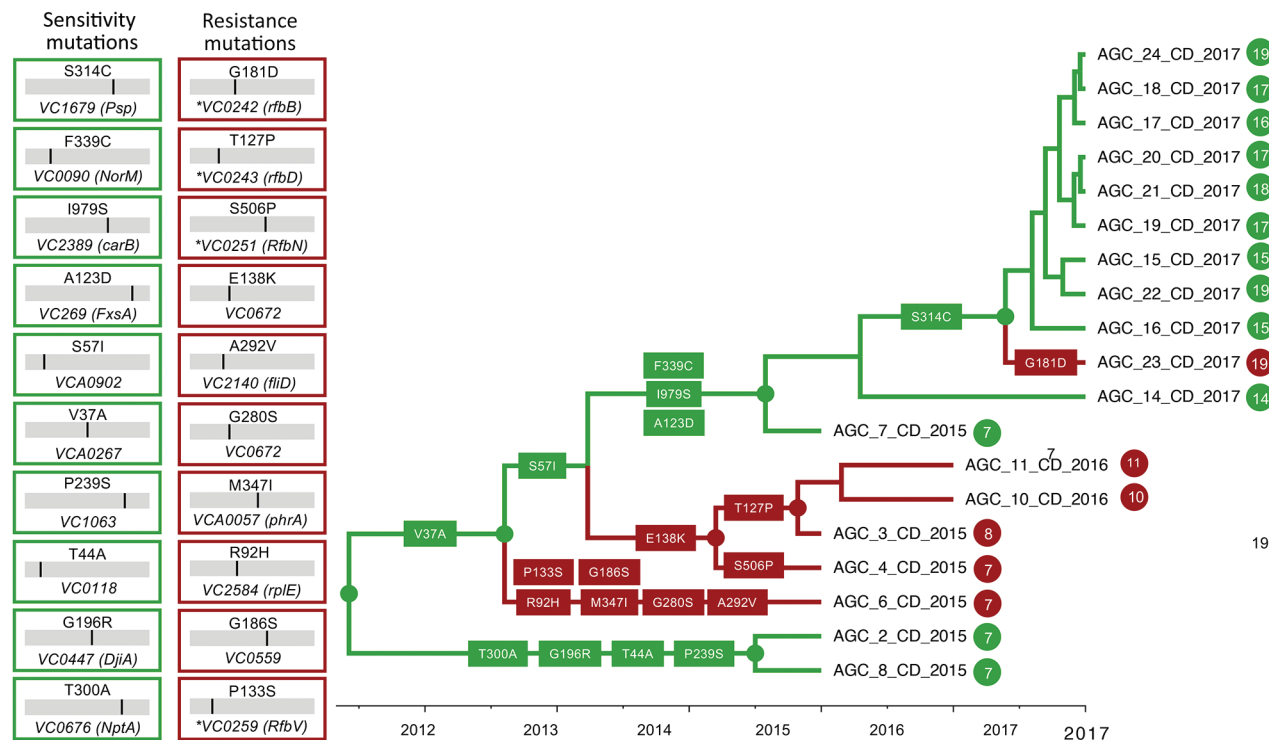 Sensitivity
mutations
S314C
VC1679 (Psp)
F339C
VC0090 (NorM)
I979S
VC2389 (carB)
A123D
VC269 (FxsA)
S57I
VCA0902
V37A
VCA0267
P239S
VC1063
T44A
VC0118
G196R
VC0447 (DjiA)
T300A
VC0676 (NptA)
Resistance
mutations
G181D
*VC0242 (rfbB)
T127P
*VC0243 (rfbD)
S506P
*VC0251 (RfbN)
E138K
VC0672
A292V
VC2140 (fliD)
G280S
VC0672
M347I
VCA0057 (phrA)
R92H
VC2584 (rplE)
G186S
VC0559
P133S
*VC0259 (RfbV)
AGC_24_CD_2017 19
AGC_18_CD_2017 17
AGC_17_CD_2017 16
AGC_20_CD_2017 17
AGC_21_CD_2017 18
AGC_19_CD_2017 17
AGC_15_CD_2017 15
AGC_22_CD_2017 19
S314C
AGC_16_CD_2017 15
G181D AGC_23_CD_2017 19
F339C
I979S
AGC_14_CD_2017 14
A123D
AGC_7_CD_2015 7
7
S57I
AGC_11_CD_2016 11
AGC_10_CD_2016 10
T127P
V37A
AGC_3_CD_2015 8
E138K
19
S506P AGC_4_CD_2015 7
P133S G186S
R92H M347I G280S A292V AGC_6_CD_2015 7
AGC_2_CD_2015 7
T300A G196R T44A P239S
AGC_8_CD_2015 7
2012 2013 2014 2015 2016 2017 2017